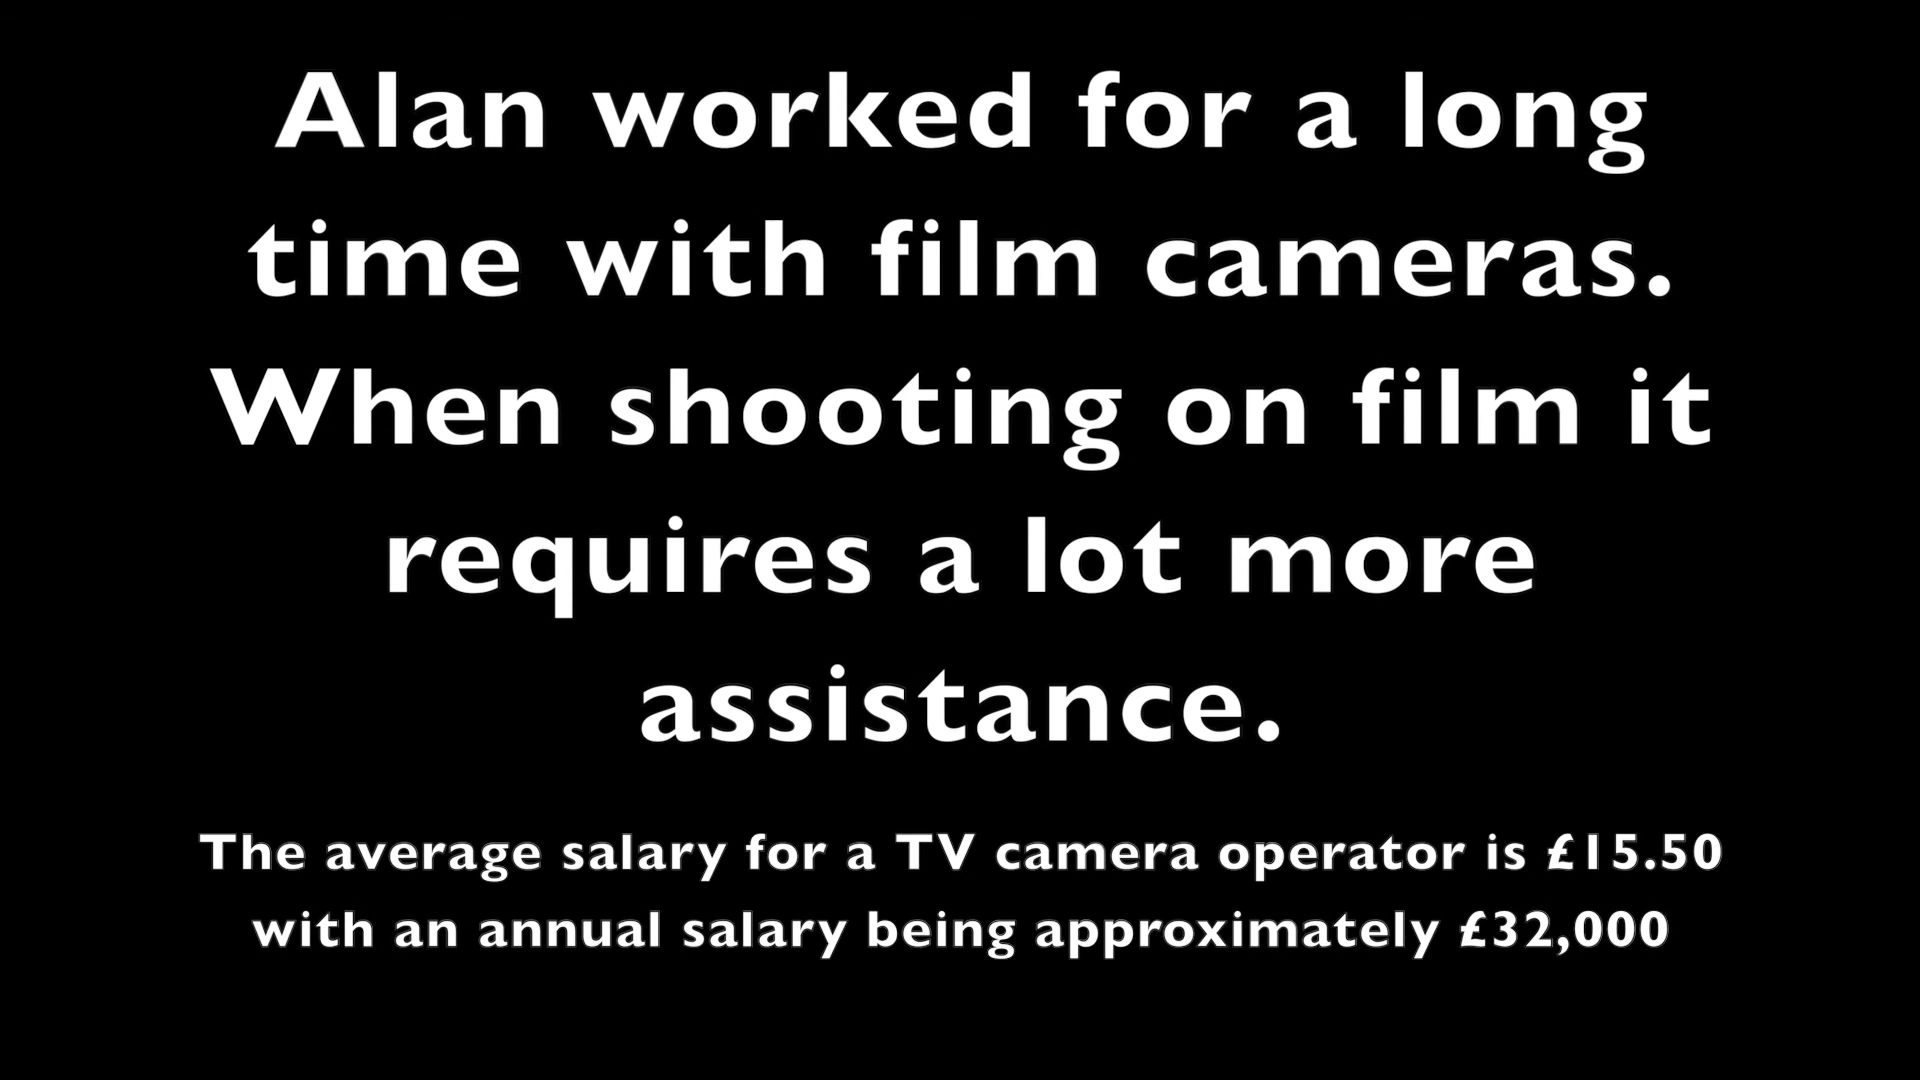 Alan worked for a long
time with film cameras.
When shooting on film it
requires a lot more
assistance.
The average salary for a TV camera operator is £15.50
with an annual salary being approximately £32,000